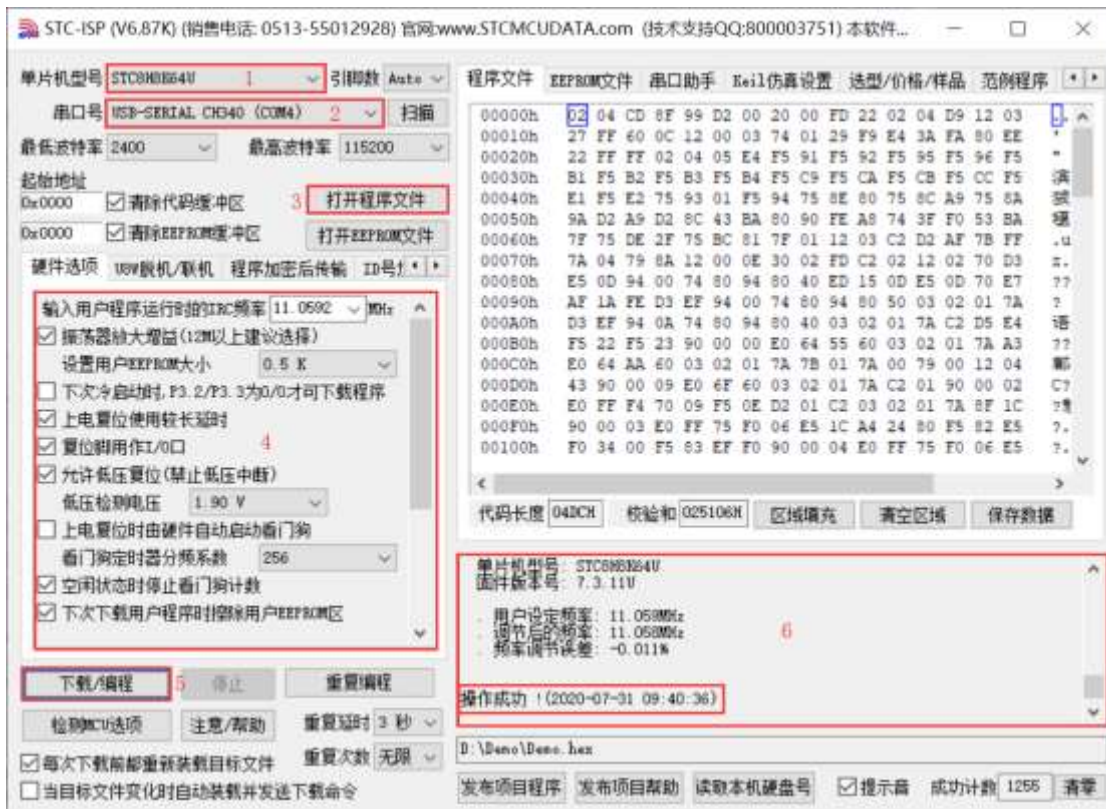 STC-ISP (V6.87K) (销售电话: 0513-55012928) 官网:www.STCMCUDATA.com (技术支持QQ:800003751) 本软件...
单片机型号 STC8H8K64U 1 引脚数 Auto
串口号 USB-SERIAL CH340 (COM4) 2 扫描
最低波特率 2400 最高波特率 115200
起始地址
0x0000 清除代码缓冲区 3 打开程序文件
0x0000 清除EEPROM缓冲区 打开EEPROM文件
硬件选项 U8W脱机/联机 程序加密后传输 ID号
输入用户程序运行时的IRC频率 11.0592 MHz
振荡器放大增益(12M以上建议选择)
设置用户EEPROM大小 0.5 K
下次冷启动时,P3.2/P3.3为0/0才可下载程序
上电复位使用较长延时
复位脚用作I/O口 4
允许低压复位(禁止低压中断)
低压检测电压 1.90 V
上电复位时由硬件自动启动看门狗
看门狗定时器分频系数 256
空闲状态时停止看门狗计数
下次下载用户程序时擦除用户EEPROM区
下载/编程 5 停止 重复编程
检测MCU选项 注意/帮助 重复延时 3 秒
每次下载前都重新装载目标文件 重复次数 无限
当目标文件变化时自动装载并发送下载命令
程序文件 EEPROM文件 串口助手 Keil仿真设置 选型/价格/样品 范例程序
00000h 02 04 CD 8F 99 D2 00 20 00 FD 22 02 04 D9 12 03
00010h 27 FF 60 0C 12 00 03 74 01 29 F9 E4 3A FA 80 EE
00020h 22 FF FF 02 04 05 E4 F5 91 F5 92 F5 95 F5 96 F5
00030h B1 F5 B2 F5 B3 F5 B4 F5 C9 F5 CA F5 CB F5 CC F5
00040h E1 F5 E2 75 93 01 F5 94 75 8E 80 75 8C A9 75 8A
00050h 9A D2 A9 D2 8C 43 BA 80 90 FE A8 74 3F F0 53 BA
00060h 7F 75 DE 2F 75 BC 81 7F 01 12 03 C2 D2 AF 7B FF .u
00070h 7A 04 79 8A 12 00 0E 30 02 FD C2 02 12 02 70 D3 z.
00080h E5 0D 94 00 74 80 94 80 40 ED 15 0D E5 0D 70 E7 ??
00090h AF 1A FE D3 EF 94 00 74 80 94 80 50 03 02 01 7A ?
000A0h D3 EF 94 0A 74 80 94 80 40 03 02 01 7A C2 D5 E4 语
000B0h F5 22 F5 23 90 00 00 E0 64 55 60 03 02 01 7A A3 ??
000C0h E0 64 AA 60 03 02 01 7A 7B 01 7A 00 79 00 12 04
000D0h 43 90 00 09 E0 6F 60 03 02 01 7A C2 01 90 00 02 C?
000E0h E0 FF F4 70 09 F5 0E D2 01 C2 03 02 01 7A 8F 1C
000F0h 90 00 03 E0 FF 75 F0 06 E5 1C A4 24 80 F5 82 E5 ?.
00100h F0 34 00 F5 83 EF F0 90 00 04 E0 FF 75 F0 06 E5 .
代码长度 04DCH 校验和 025106H 区域填充 清空区域 保存数据
单片机型号: STC8H8K64U
固件版本号: 7.3.11U
. 用户设定频率: 11.059MHz
. 调节后的频率: 11.058MHz
. 频率调节误差: -0.011%
6
操作成功 !(2020-07-31 09:40:36)
D:\Demo\Demo.hex
发布项目程序 发布项目帮助 读取本机硬盘号 提示音 成功计数 1255 清零